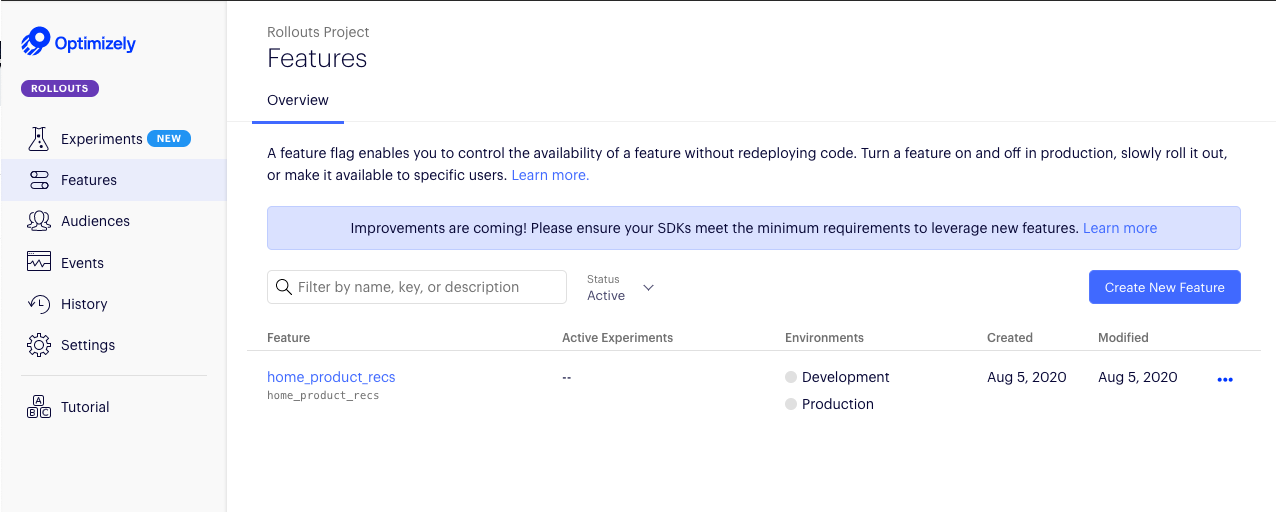 Optimizely
ROLLOUTS
Experiments NEW
Features
Audiences
Events
History
Settings
A
B C
Tutorial
Rollouts Project
Features
Overview
A feature flag enables you to control the availability of a feature without redeploying code. Turn a feature on and off in production, slowly roll it out,
or make it available to specific users. Learn more.
Improvements are coming! Please ensure your SDKs meet the minimum requirements to leverage new features. Learn more
Filter by name, key, or description
Status
Active
Create New Feature
Feature Active Experiments Environments Created Modified
home_product_recs -- Development Aug 5, 2020 Aug 5, 2020
home_product_recs
Production